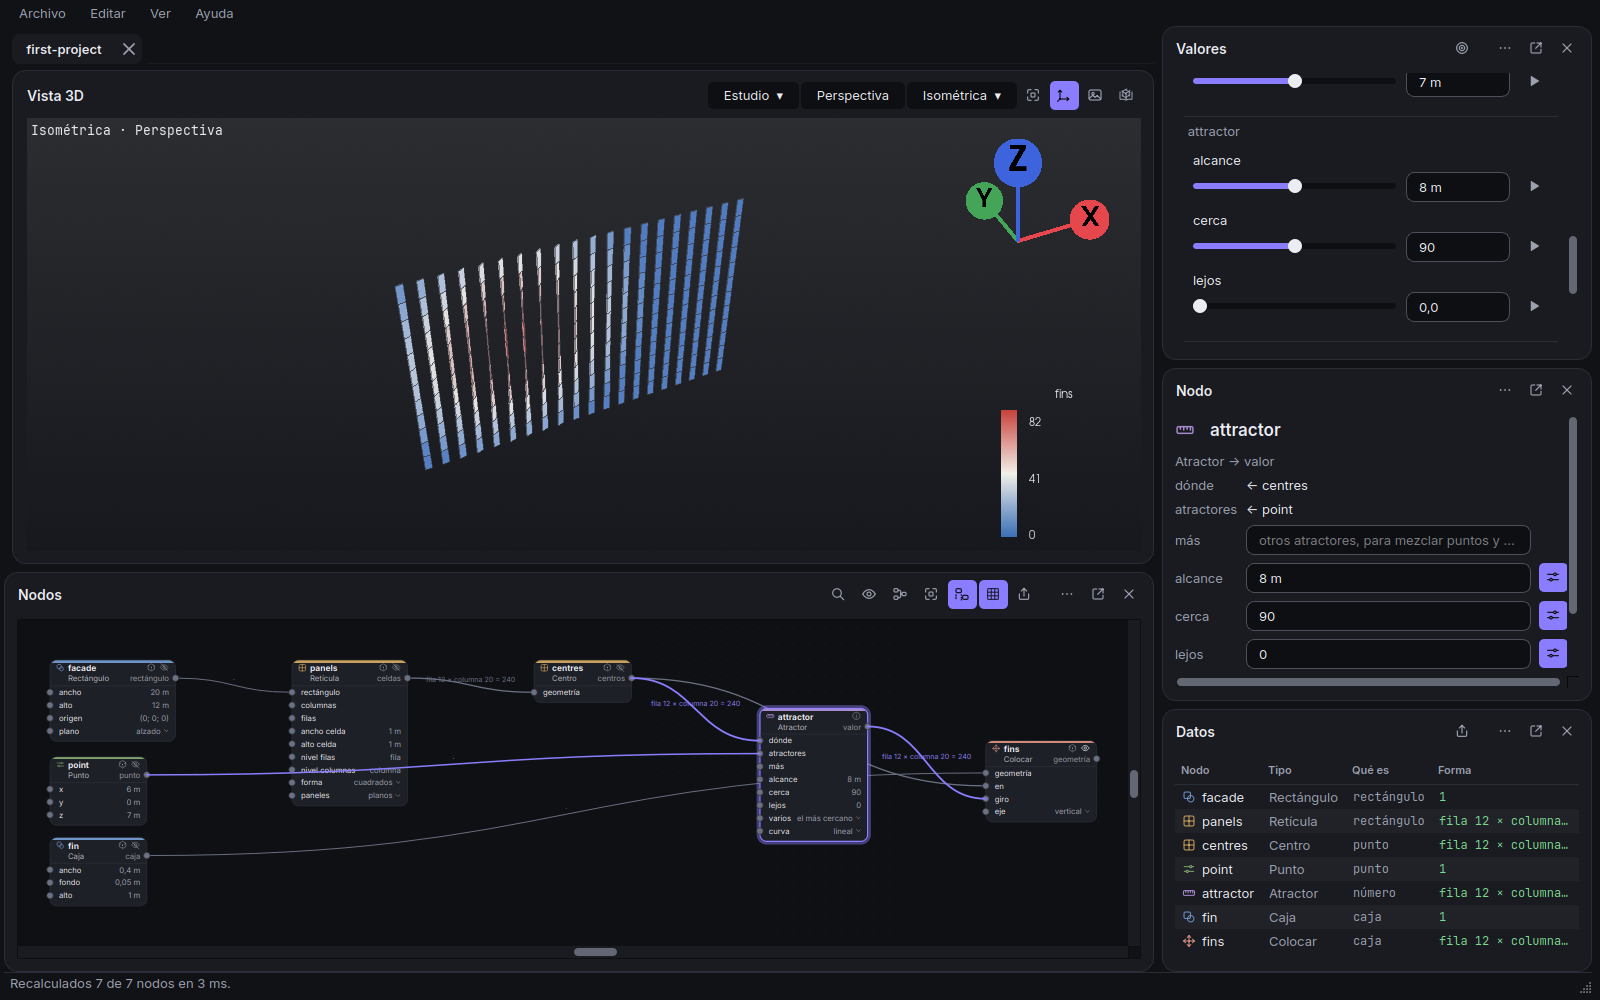 Archivo Editar Ver Ayuda
first-project
Vista 3D
Estudio ▾ Perspectiva Isométrica ▾
Isométrica · Perspectiva
Z
Y
X
fins
82
41
0
Nodos
facade
Rectángulo rectángulo
ancho 20 m
alto 12 m
origen (0; 0; 0)
plano alzado
point
Punto punto
x 6 m
y 0 m
z 7 m
fin
Caja caja
ancho 0,4 m
fondo 0,05 m
alto 1 m
panels
Retícula celdas
rectángulo
columnas
filas
ancho celda 1 m
alto celda 1 m
nivel filas fila
nivel columnas columna
forma cuadrados
paneles planos
fila 12 × columna 20 = 240
centres
Centro centros
geometría
fila 12 × columna 20 = 240
attractor
Atractor valor
dónde
atractores
más
alcance 8 m
cerca 90
lejos 0
varios el más cercano
curva lineal
fila 12 × columna 20 = 240
fins
Colocar geometría
geometría
en
giro
eje vertical
Recalculados 7 de 7 nodos en 3 ms.
Valores
7 m
attractor
alcance
8 m
cerca
90
lejos
0,0
Nodo
attractor
Atractor → valor
dónde ← centres
atractores ← point
más otros atractores, para mezclar puntos y ...
alcance 8 m
cerca 90
lejos 0
Datos
Nodo Tipo Qué es Forma
facade Rectángulo rectángulo 1
panels Retícula rectángulo fila 12 × columna…
centres Centro punto fila 12 × columna…
point Punto punto 1
attractor Atractor número fila 12 × columna…
fin Caja caja 1
fins Colocar caja fila 12 × columna…